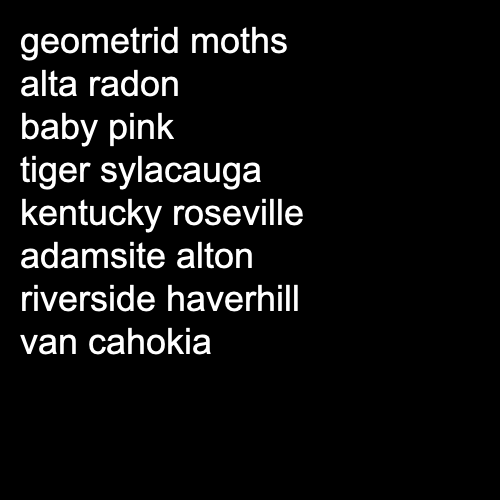 geometrid moths
alta radon
baby pink
tiger sylacauga
kentucky roseville
adamsite alton
riverside haverhill
van cahokia